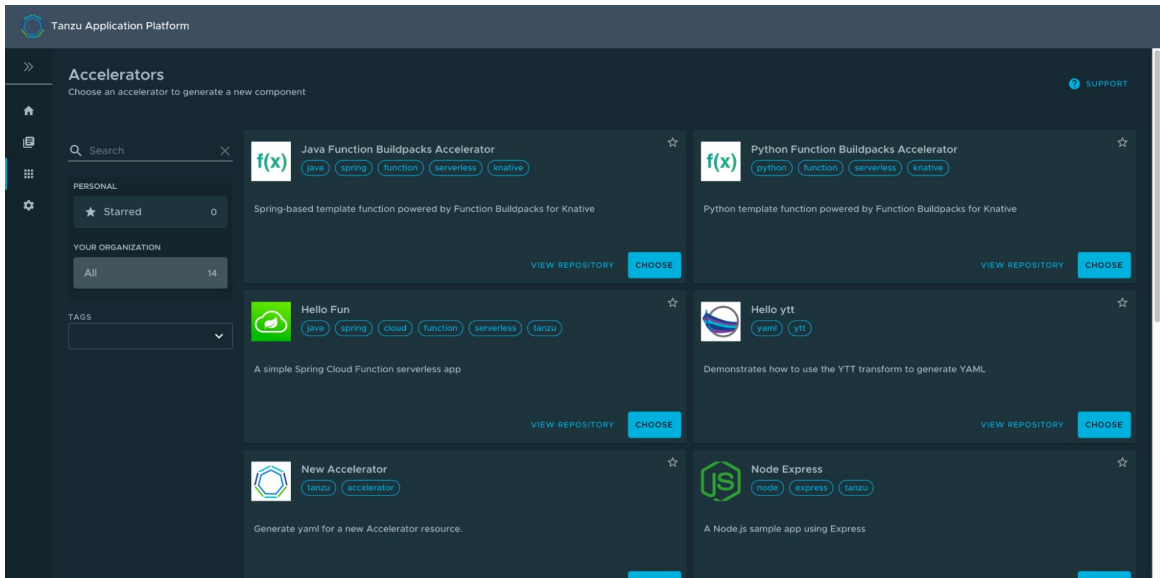 Tanzu Application Platform
Accelerators
Choose an accelerator to generate a new component
SUPPORT
Search
PERSONAL
Starred 0
YOUR ORGANIZATION
All 14
TAGS
f(x)
Java Function Buildpacks Accelerator
java spring function serverless knative
Spring-based template function powered by Function Buildpacks for Knative
VIEW REPOSITORY CHOOSE
f(x)
Python Function Buildpacks Accelerator
python function serverless knative
Python template function powered by Function Buildpacks for Knative
VIEW REPOSITORY CHOOSE
Hello Fun
java spring cloud function serverless tanzu
A simple Spring Cloud Function serverless app
VIEW REPOSITORY CHOOSE
Hello ytt
yaml ytt
Demonstrates how to use the YTT transform to generate YAML
VIEW REPOSITORY CHOOSE
New Accelerator
tanzu accelerator
Generate yaml for a new Accelerator resource.
JS
Node Express
node express tanzu
A Node.js sample app using Express